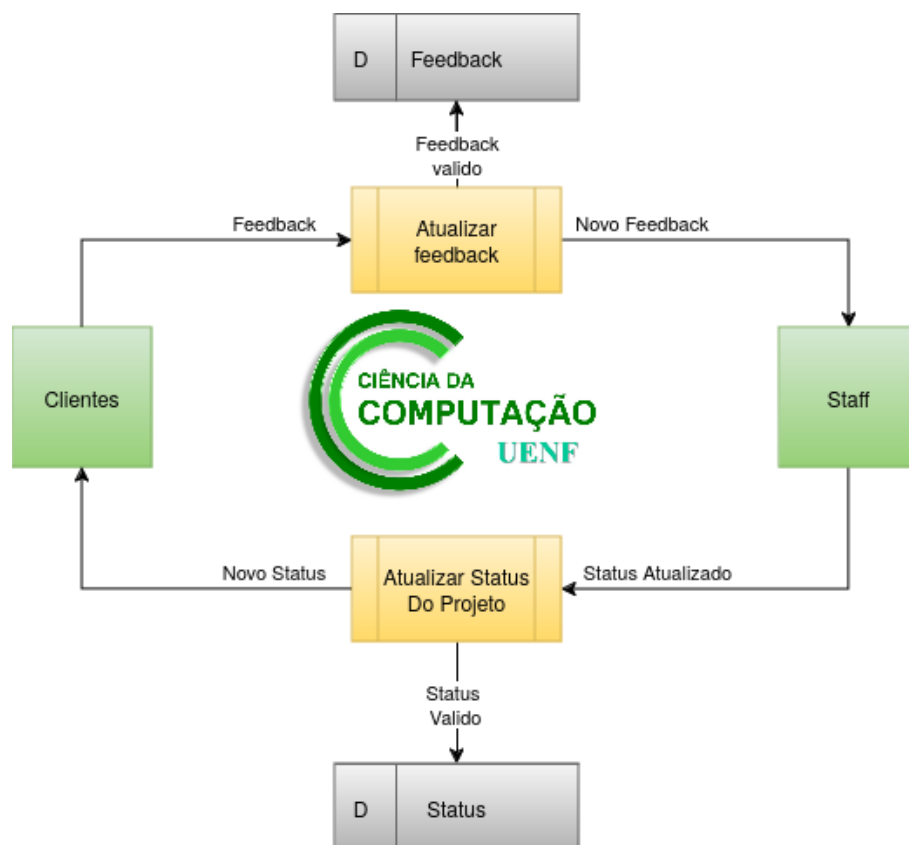 D Feedback
Feedback
valido
Feedback
Atualizar
feedback
Novo Feedback
Clientes
CIÊNCIA DA
COMPUTAÇÃO
UENF
Staff
Novo Status
Atualizar Status
Do Projeto
Status Atualizado
Status
Valido
D Status